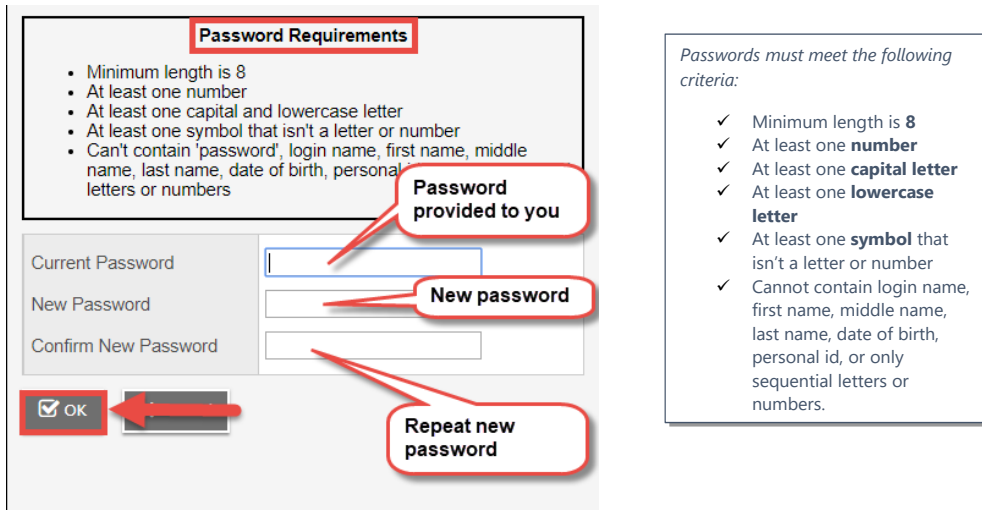 Password Requirements
• Minimum length is 8
• At least one number
• At least one capital and lowercase letter
• At least one symbol that isn't a letter or number
• Can't contain 'password', login name, first name, middle
name, last name, date of birth, personal
letters or numbers
Password
provided to you
Current Password
New Password
New password
Confirm New Password
OK
Repeat new
password
Passwords must meet the following
criteria:
✓ Minimum length is 8
✓ At least one number
✓ At least one capital letter
✓ At least one lowercase
letter
✓ At least one symbol that
isn't a letter or number
✓ Cannot contain login name,
first name, middle name,
last name, date of birth,
personal id, or only
sequential letters or
numbers.